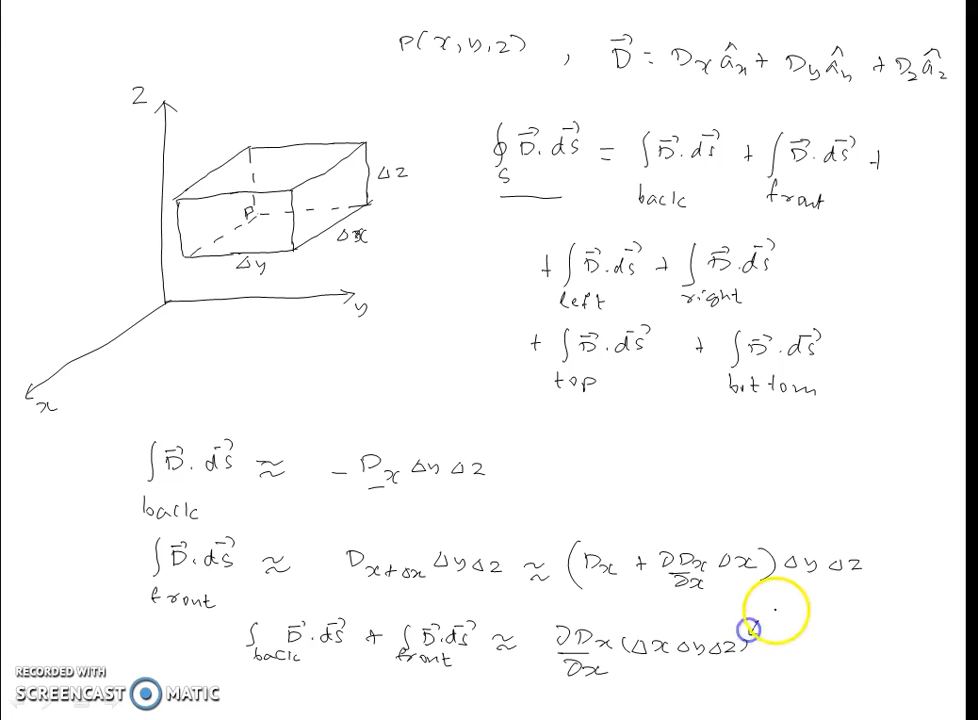 P(x,y,z) , D⃗ = Dx âx + Dy ây + Dz âz
Z
∮ D⃗.ds⃗ = ∫D⃗.ds⃗ + ∫D⃗.ds⃗ +
S back front
Δz
P
Δx
Δy
y
x
+ ∫D⃗.ds⃗ + ∫D⃗.ds⃗
left right
+ ∫D⃗.ds⃗ + ∫D⃗.ds⃗
top bottom
∫D⃗.ds⃗ ≈ - Dx Δy Δz
back
∫D⃗.ds⃗ ≈ Dx+Δx Δy Δz ≈ (Dx + ∂Dx/∂x Δx) Δy Δz
front
∫ D⃗.ds⃗ + ∫ D⃗.ds⃗ ≈ ∂Dx/∂x (Δx Δy Δz)
back front
RECORDED WITH
SCREENCAST MATIC